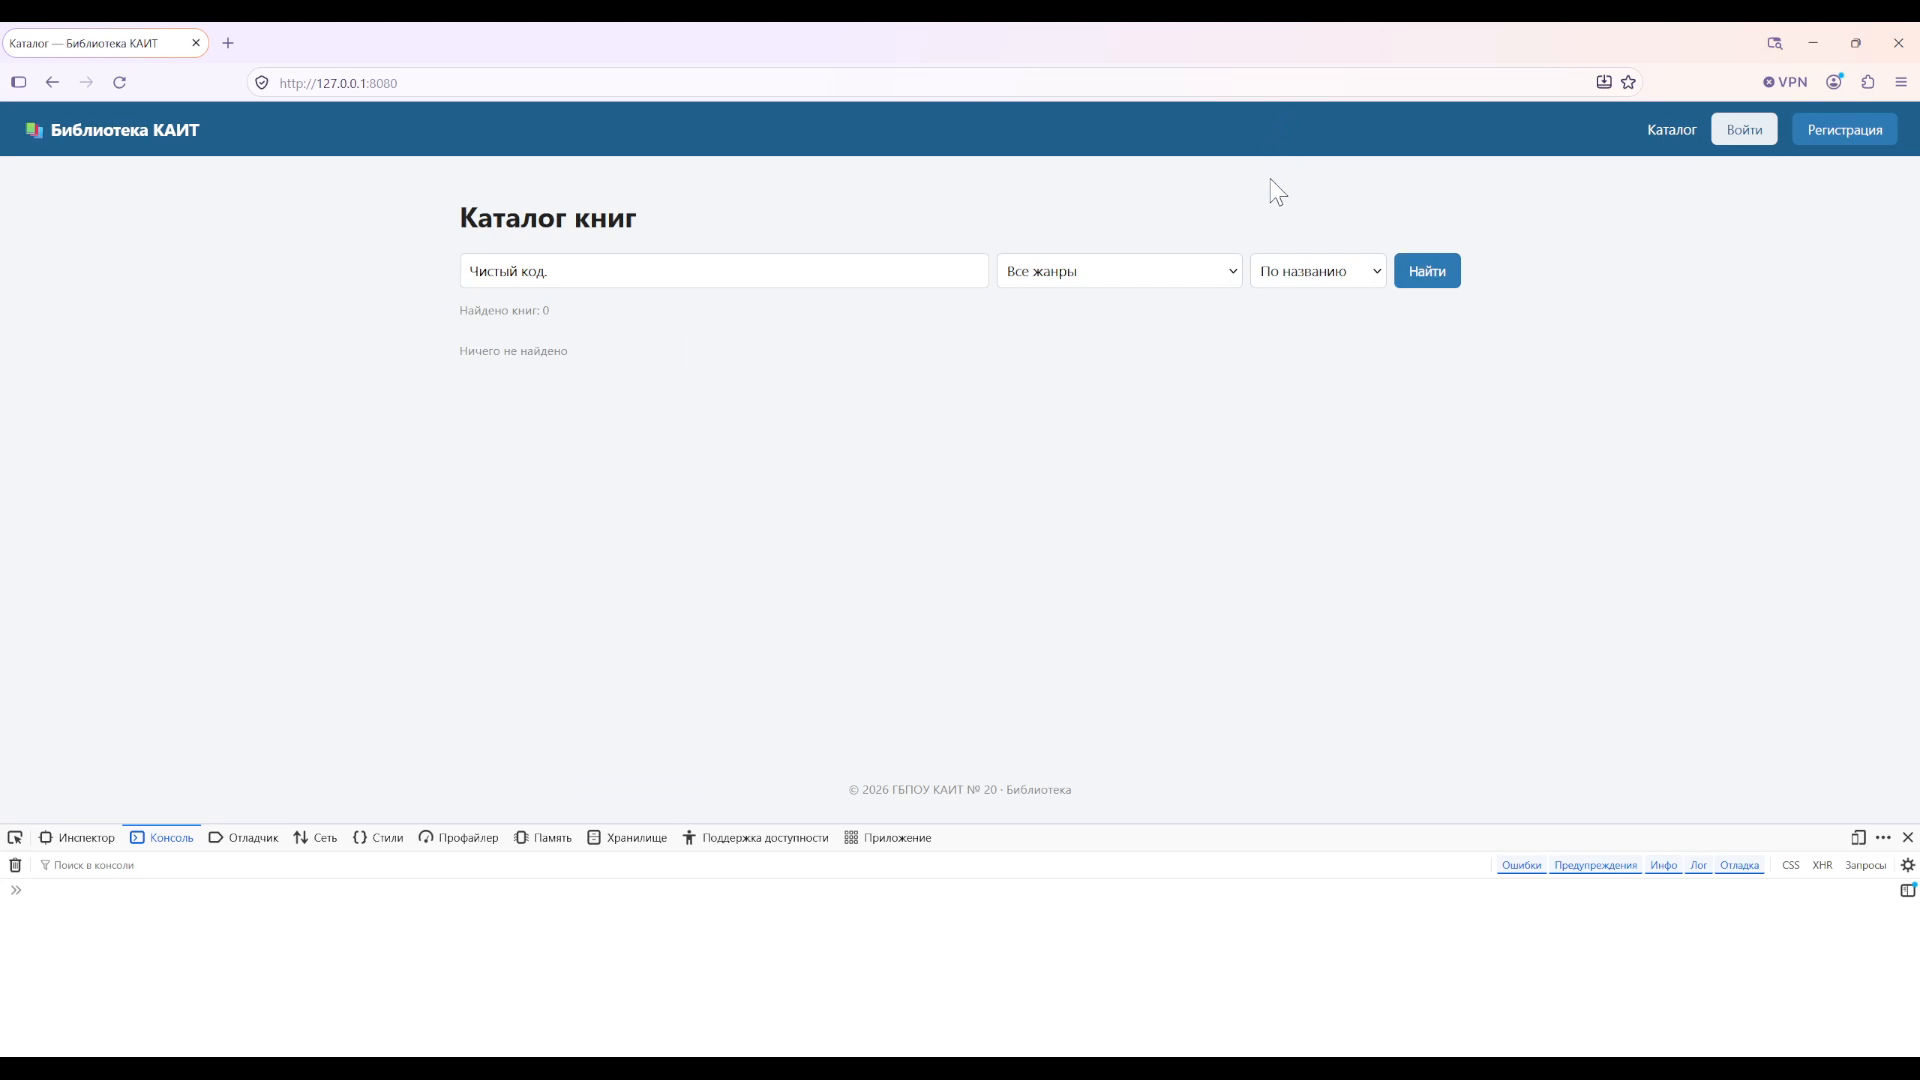 Каталог — Библиотека КАИТ
http://127.0.0.1:8080
VPN
Библиотека КАИТ
Каталог
Войти
Регистрация
Каталог книг
Чистый код.
Все жанры
По названию
Найти
Найдено книг: 0
Ничего не найдено
© 2026 ГБПОУ КАИТ № 20 · Библиотека
Инспектор
Консоль
Отладчик
Сеть
Стили
Профайлер
Память
Хранилище
Поддержка доступности
Приложение
Поиск в консоли
Ошибки
Предупреждения
Инфо
Лог
Отладка
CSS
XHR
Запросы